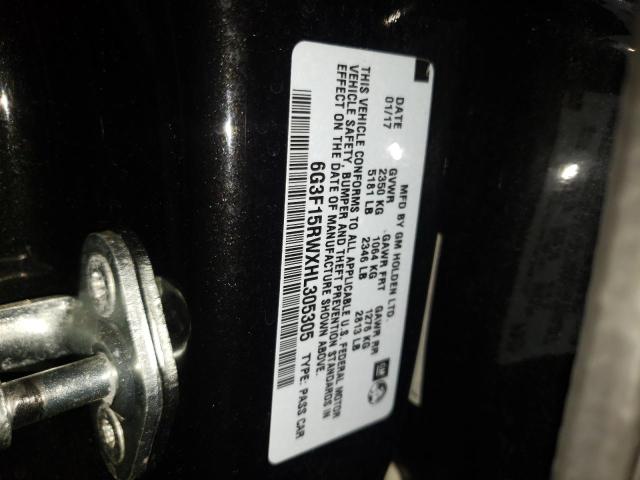 MFD BY GM HOLDEN LTD.
DATE GVWR GAWR FRT GAWR RR
01/17 2350 KG 1064 KG 1276 KG
5181 LB 2346 LB 2813 LB
THIS VEHICLE CONFORMS TO ALL APPLICABLE U.S. FEDERAL MOTOR
VEHICLE SAFETY, BUMPER AND THEFT PREVENTION STANDARDS IN
EFFECT ON THE DATE OF MANUFACTURE SHOWN ABOVE.
6G3F15RWXHL305305 TYPE: PASS CAR
GM